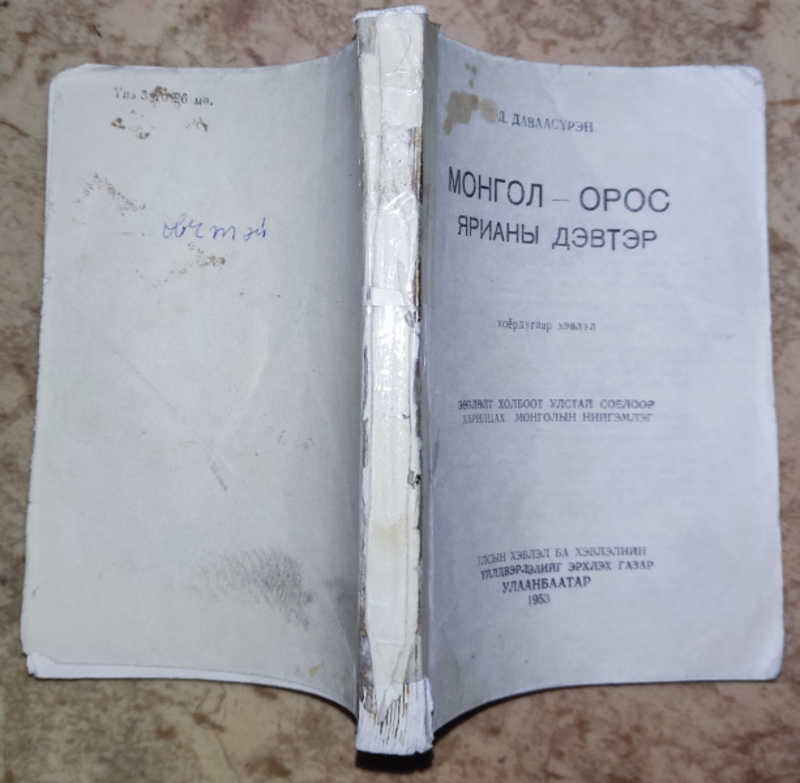 Д. ДАВААСҮРЭН
МОНГОЛ – ОРОС
ЯРИАНЫ ДЭВТЭР
хоёрдугаар хэвлэл
ЗӨВЛӨЛТ ХОЛБООТ УЛСТАЙ СОЁЛООР
ХАРИЛЦАХ МОНГОЛЫН НИЙГЭМЛЭГ
УЛСЫН ХЭВЛЭЛ БА ХЭВЛЭЛИЙН
ҮЙЛДВЭРЛЭЛИЙГ ЭРХЛЭХ ГАЗАР
УЛААНБААТАР